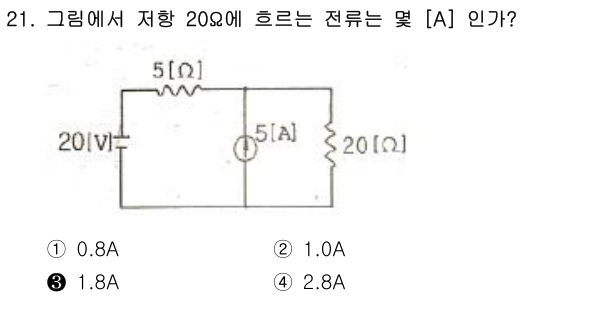 21. 그림에서 저항 20Ω에 흐르는 전류는 몇 [A] 인가?
5[Ω]
20[V]
5[A]
20[Ω]
① 0.8A ② 1.0A
❸ 1.8A ④ 2.8A